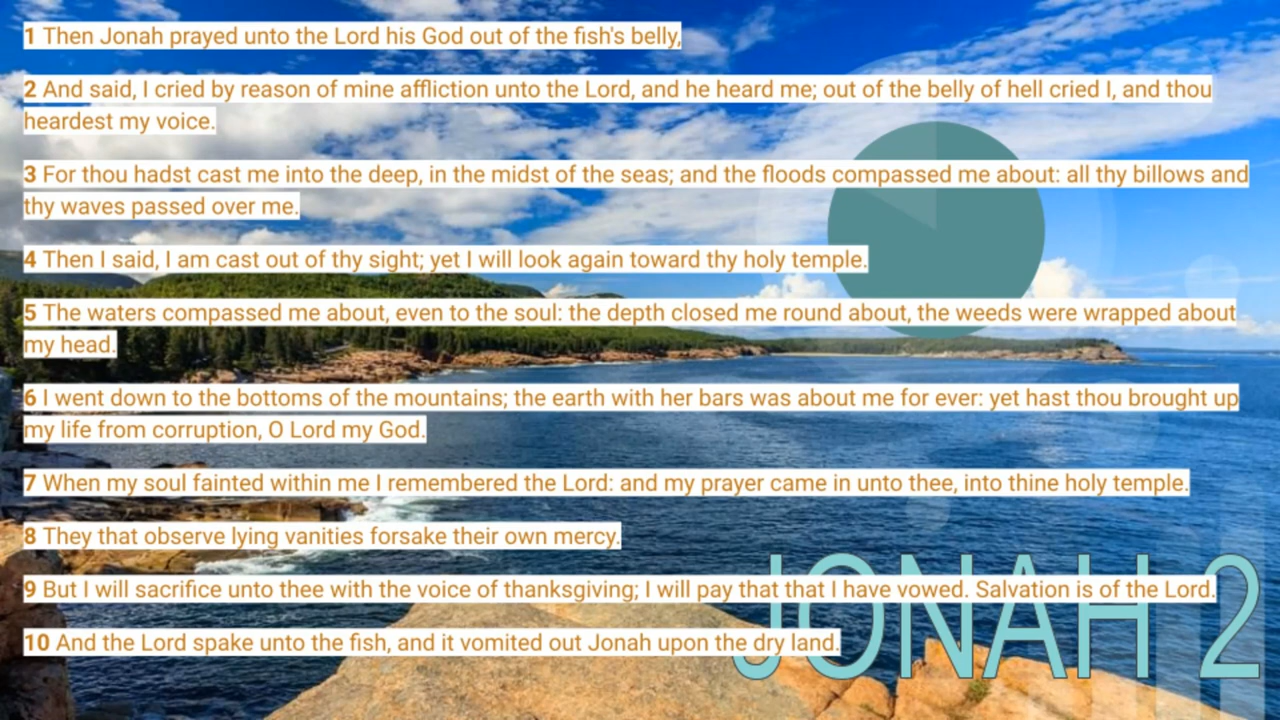 1 Then Jonah prayed unto the Lord his God out of the fish's belly,
2 And said, I cried by reason of mine affliction unto the Lord, and he heard me; out of the belly of hell cried I, and thou
heardest my voice.
3 For thou hadst cast me into the deep, in the midst of the seas; and the floods compassed me about: all thy billows and
thy waves passed over me.
4 Then I said, I am cast out of thy sight; yet I will look again toward thy holy temple.
5 The waters compassed me about, even to the soul: the depth closed me round about, the weeds were wrapped about
my head.
6 I went down to the bottoms of the mountains; the earth with her bars was about me for ever: yet hast thou brought up
my life from corruption, O Lord my God.
7 When my soul fainted within me I remembered the Lord: and my prayer came in unto thee, into thine holy temple.
8 They that observe lying vanities forsake their own mercy.
9 But I will sacrifice unto thee with the voice of thanksgiving; I will pay that that I have vowed. Salvation is of the Lord.
10 And the Lord spake unto the fish, and it vomited out Jonah upon the dry land.
JONAH 2